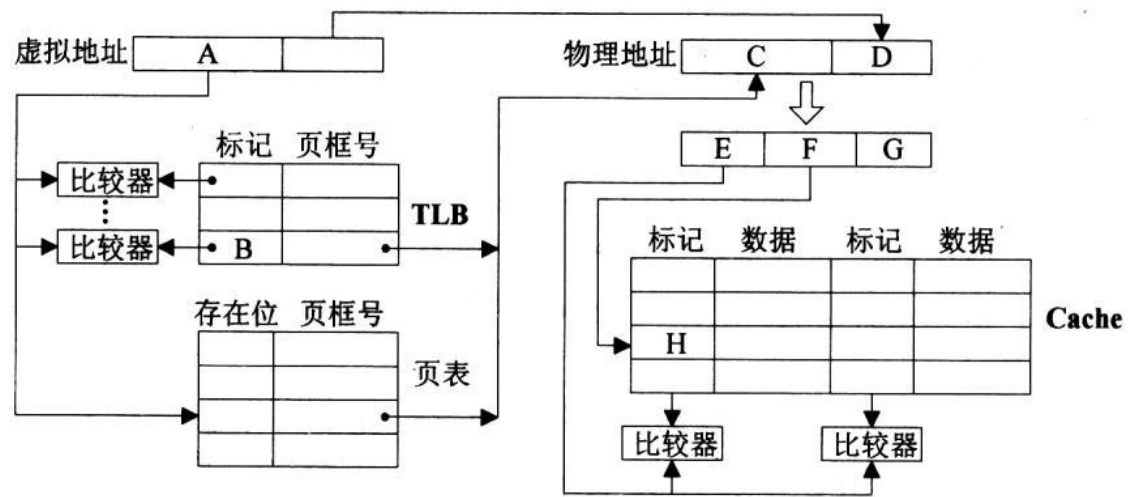 虚拟地址 A
物理地址 C D
E F G
标记 页框号
比较器
比较器 B
TLB
存在位 页框号
页表
标记 数据 标记 数据
H
Cache
比较器 比较器